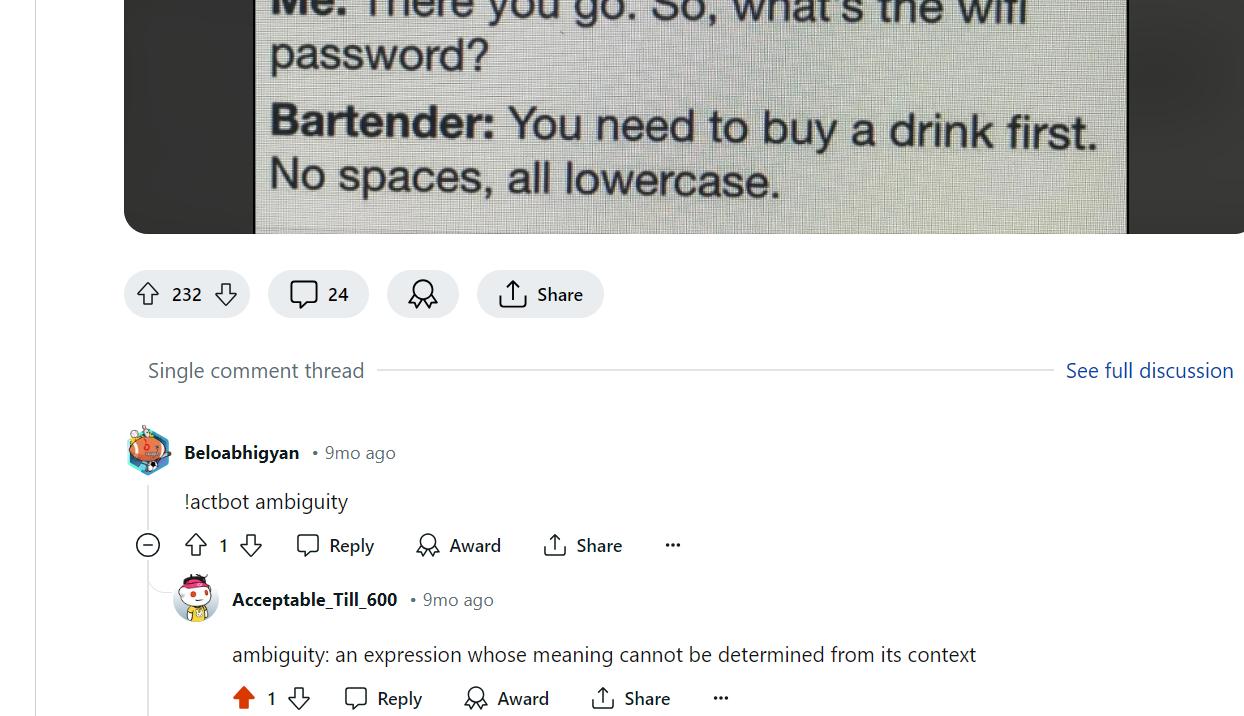 Me: There you go. So, what's the wifi
password?
Bartender: You need to buy a drink first.
No spaces, all lowercase.
232 24 Share
Single comment thread See full discussion
Beloabhigyan • 9mo ago
!actbot ambiguity
1 Reply Award Share ...
Acceptable_Till_600 • 9mo ago
ambiguity: an expression whose meaning cannot be determined from its context
1 Reply Award Share ...